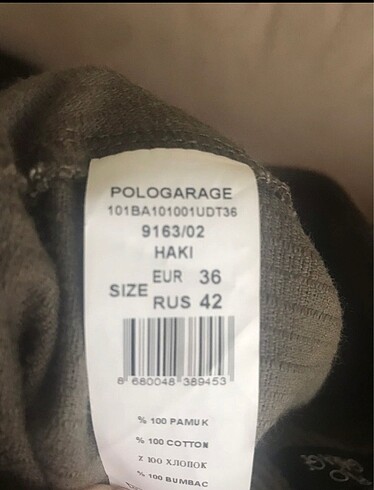 POLOGARAGE
101BA101001UDT36
9163/02
HAKI
SIZE EUR 36
RUS 42
8 680048 389453
% 100 PAMUK
% 100 COTTON
% 100 ХЛОПОК
% 100 BUMBAC